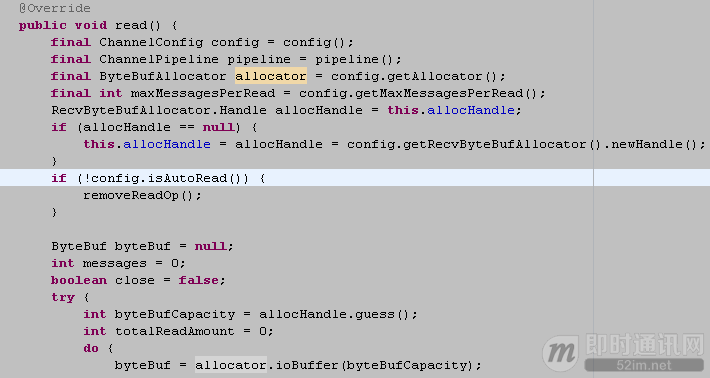 @Override
public void read() {
    final ChannelConfig config = config();
    final ChannelPipeline pipeline = pipeline();
    final ByteBufAllocator allocator = config.getAllocator();
    final int maxMessagesPerRead = config.getMaxMessagesPerRead();
    RecvByteBufAllocator.Handle allocHandle = this.allocHandle;
    if (allocHandle == null) {
        this.allocHandle = allocHandle = config.getRecvByteBufAllocator().newHandle();
    }
    if (!config.isAutoRead()) {
        removeReadOp();
    }

    ByteBuf byteBuf = null;
    int messages = 0;
    boolean close = false;
    try {
        int byteBufCapacity = allocHandle.guess();
        int totalReadAmount = 0;
        do {
            byteBuf = allocator.ioBuffer(byteBufCapacity);
即时通讯网
52im.net